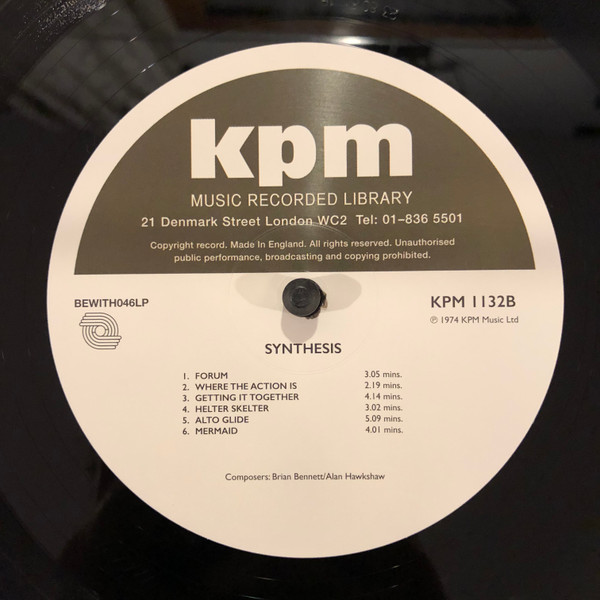 kpm
MUSIC RECORDED LIBRARY
21 Denmark Street London WC2 Tel: 01-836 5501
Copyright record. Made In England. All rights reserved. Unauthorised
public performance, broadcasting and copying prohibited.
BEWITH046LP
KPM 1132B
℗ 1974 KPM Music Ltd
SYNTHESIS
1. FORUM 3.05 mins.
2. WHERE THE ACTION IS 2.19 mins.
3. GETTING IT TOGETHER 4.14 mins.
4. HELTER SKELTER 3.02 mins.
5. ALTO GLIDE 5.09 mins.
6. MERMAID 4.01 mins.
Composers: Brian Bennett/Alan Hawkshaw